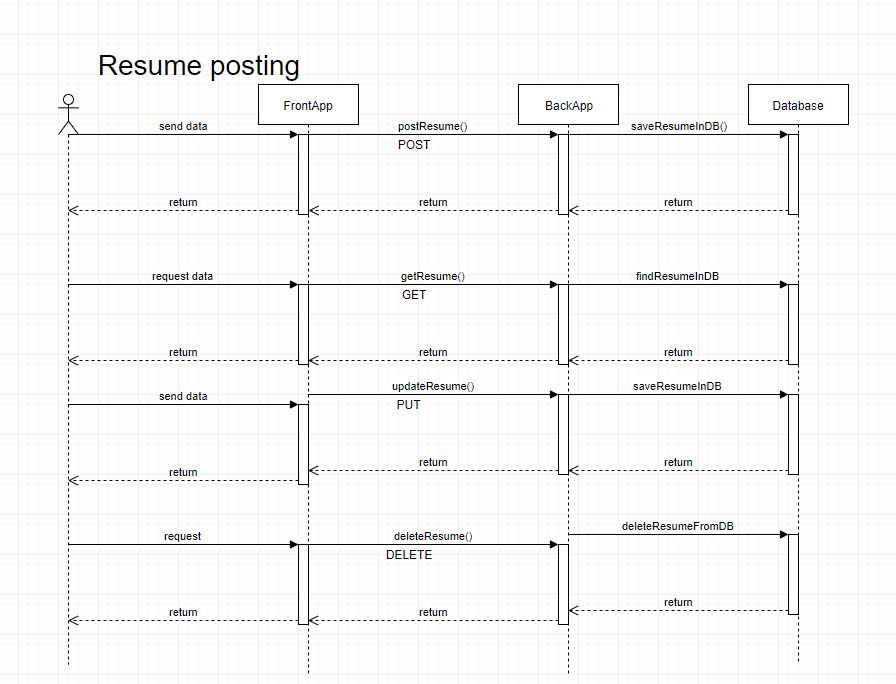 Resume posting
FrontApp
BackApp
Database
send data
postResume()
saveResumeInDB()
POST
return
return
return
request data
getResume()
findResumeInDB
GET
return
return
return
send data
updateResume()
saveResumeInDB
PUT
return
return
return
request
deleteResume()
deleteResumeFromDB
DELETE
return
return
return